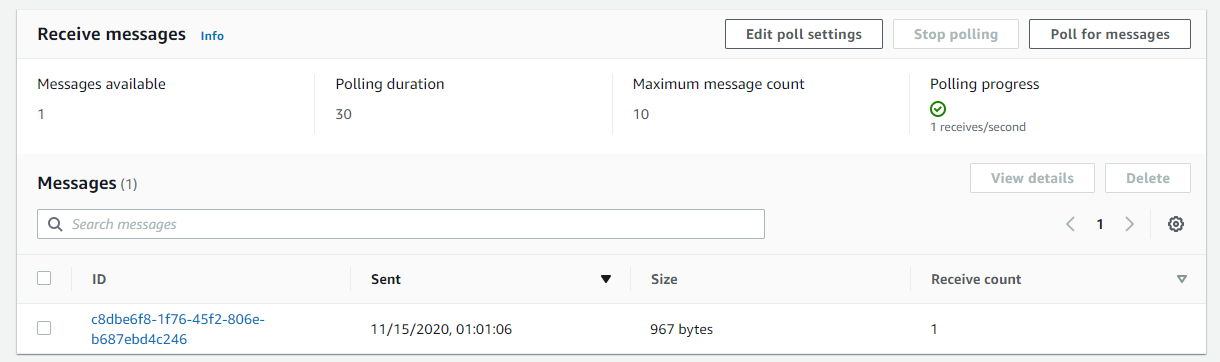 Receive messages Info Edit poll settings Stop polling Poll for messages
Messages available Polling duration Maximum message count Polling progress
1 30 10
1 receives/second
Messages (1) View details Delete
Search messages 1
ID Sent Size Receive count
c8dbe6f8-1f76-45f2-806e-
b687ebd4c246 11/15/2020, 01:01:06 967 bytes 1